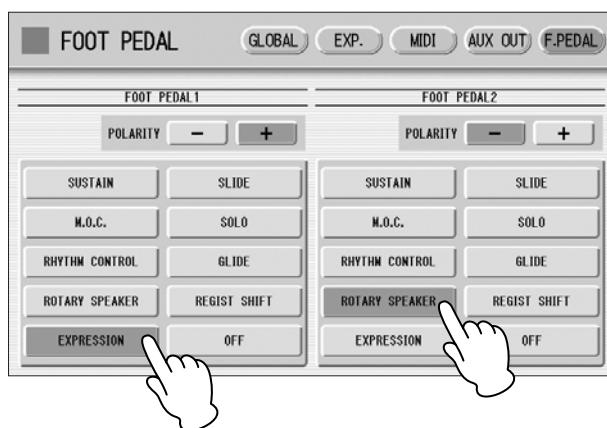 FOOT PEDAL GLOBAL EXP. MIDI AUX OUT F.PEDAL
FOOT PEDAL1
POLARITY − +
SUSTAIN SLIDE
M.O.C. SOLO
RHYTHM CONTROL GLIDE
ROTARY SPEAKER REGIST SHIFT
EXPRESSION OFF
FOOT PEDAL2
POLARITY − +
SUSTAIN SLIDE
M.O.C. SOLO
RHYTHM CONTROL GLIDE
ROTARY SPEAKER REGIST SHIFT
EXPRESSION OFF